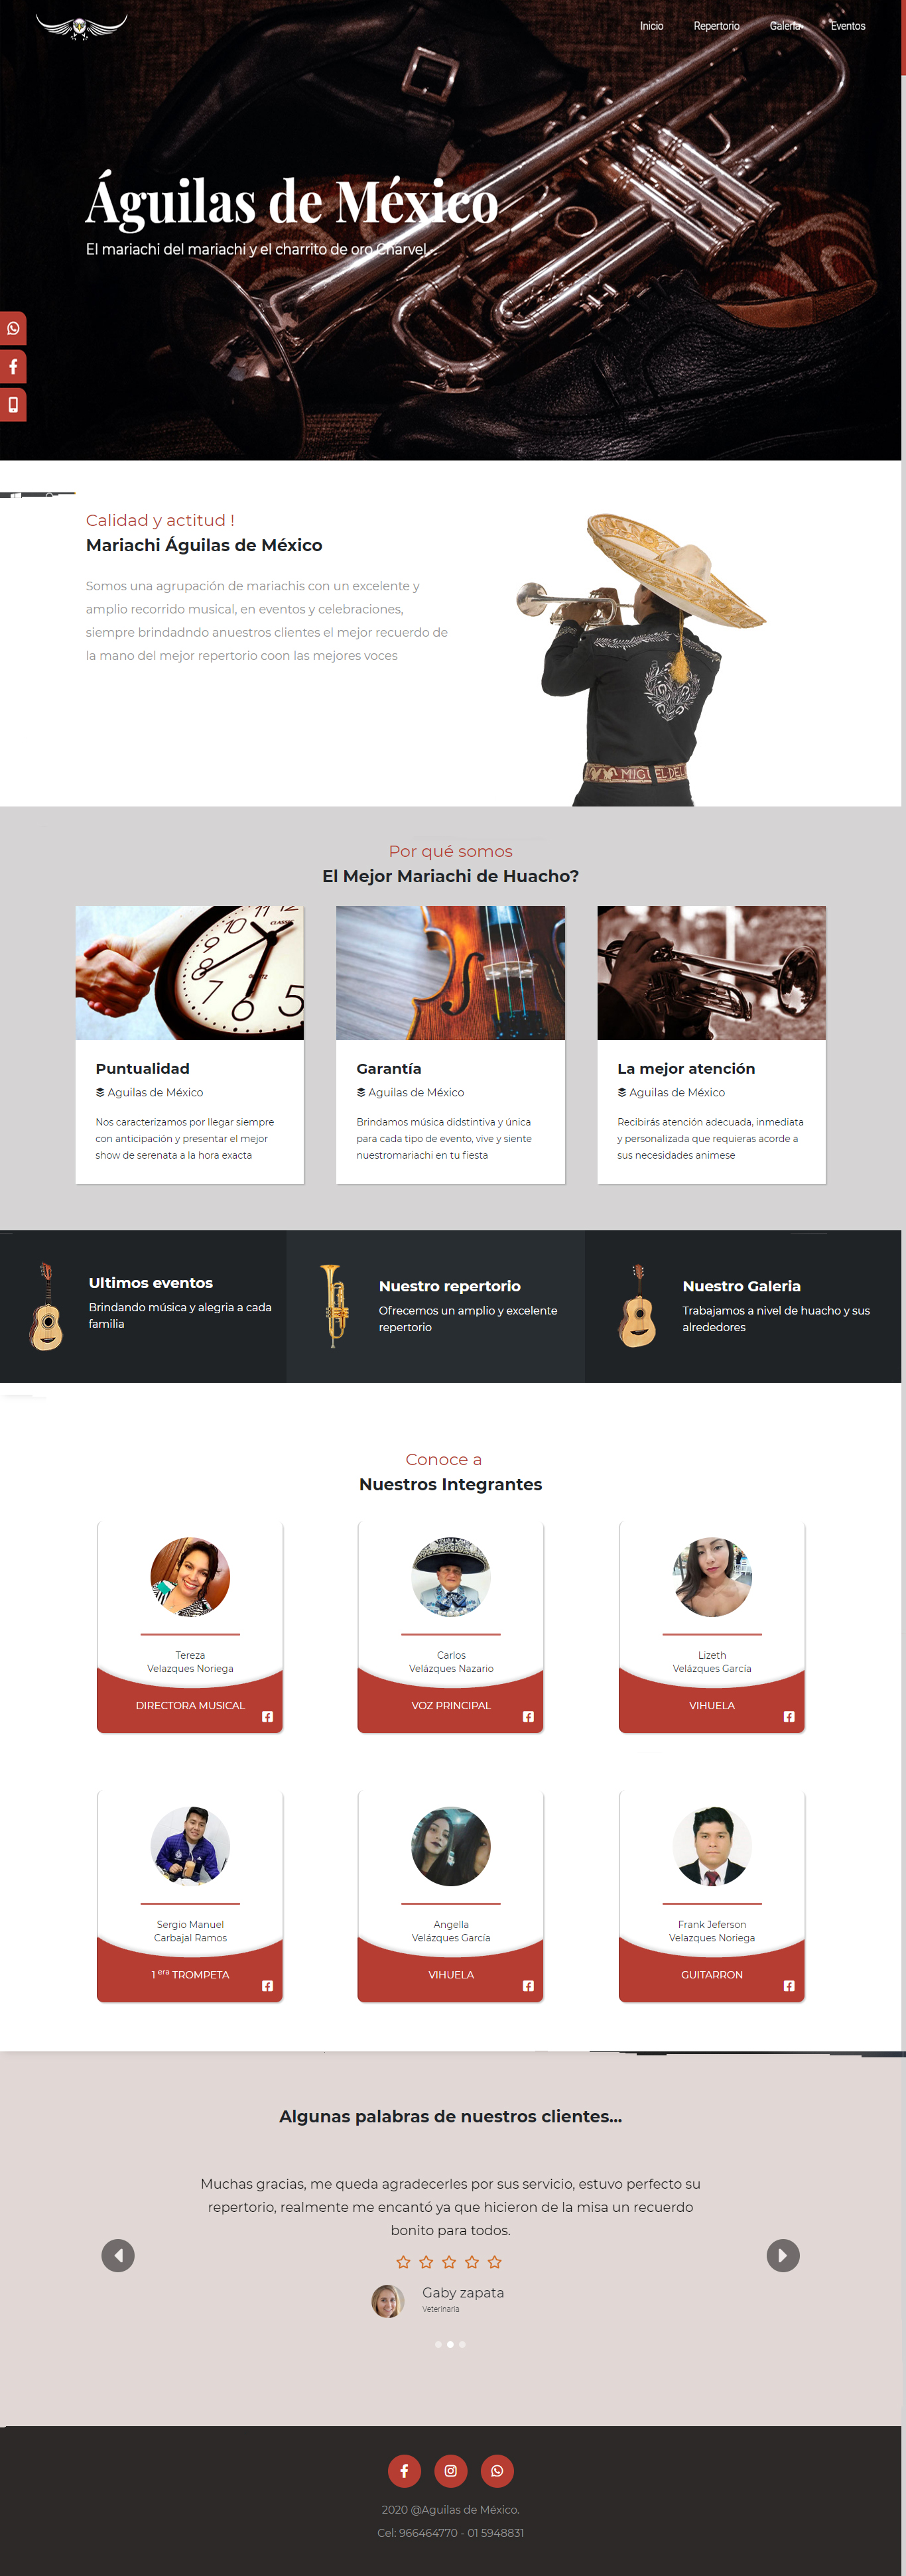 Inicio Repertorio Galería Eventos
Águilas de México
El mariachi del mariachi y el charrito de oro Charvel...
Calidad y actitud !
Mariachi Águilas de México
Somos una agrupación de mariachis con un excelente y
amplio recorrido musical, en eventos y celebraciones,
siempre brindadndo anuestros clientes el mejor recuerdo de
la mano del mejor repertorio coon las mejores voces
MIGUEL DEL
Por qué somos
El Mejor Mariachi de Huacho?
Puntualidad
Aguilas de México
Nos caracterizamos por llegar siempre
con anticipación y presentar el mejor
show de serenata a la hora exacta
Garantía
Aguilas de México
Brindamos música didstintiva y única
para cada tipo de evento, vive y siente
nuestromariachi en tu fiesta
La mejor atención
Aguilas de México
Recibirás atención adecuada, inmediata
y personalizada que requieras acorde a
sus necesidades animese
Ultimos eventos
Brindando música y alegria a cada
familia
Nuestro repertorio
Ofrecemos un amplio y excelente
repertorio
Nuestro Galeria
Trabajamos a nivel de huacho y sus
alrededores
Conoce a
Nuestros Integrantes
Tereza
Velazques Noriega
DIRECTORA MUSICAL
Carlos
Velázques Nazario
VOZ PRINCIPAL
Lizeth
Velázques García
VIHUELA
Sergio Manuel
Carbajal Ramos
1 era TROMPETA
Angella
Velázques García
VIHUELA
Frank Jeferson
Velazques Noriega
GUITARRON
Algunas palabras de nuestros clientes...
Muchas gracias, me queda agradecerles por sus servicio, estuvo perfecto su
repertorio, realmente me encantó ya que hicieron de la misa un recuerdo
bonito para todos.
Gaby zapata
Veterinaria
2020 @Aguilas de México.
Cel: 966464770 - 01 5948831